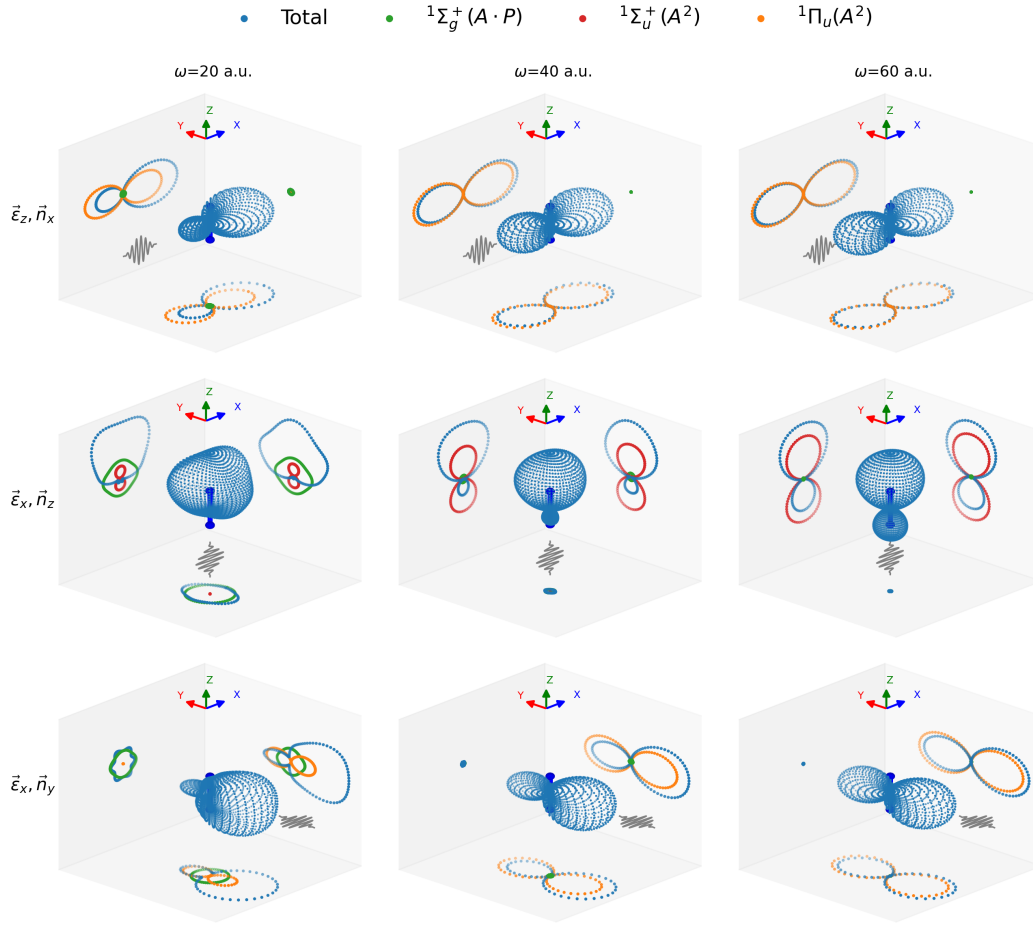 Total ¹Σg⁺(A · P) ¹Σu⁺(A²) ¹Πu(A²)
ω=20 a.u. ω=40 a.u. ω=60 a.u.
Z Z Z
Y X Y X Y X
ε⃗z, n⃗x
Z Z Z
Y X Y X Y X
ε⃗x, n⃗z
Z Z Z
Y X Y X Y X
ε⃗x, n⃗y